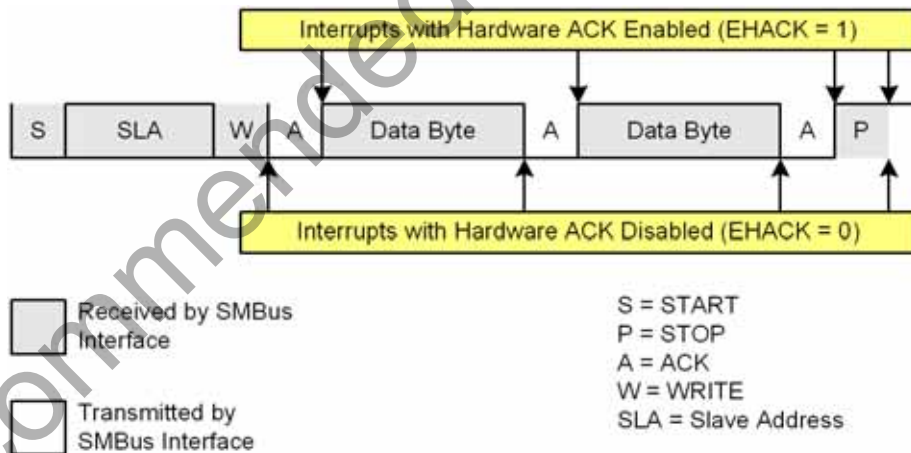 Interrupts with Hardware ACK Enabled (EHACK = 1)
S SLA W A Data Byte A Data Byte A P
Interrupts with Hardware ACK Disabled (EHACK = 0)
Received by SMBus
Interface
Transmitted by
SMBus Interface
S = START
P = STOP
A = ACK
W = WRITE
SLA = Slave Address
ommended